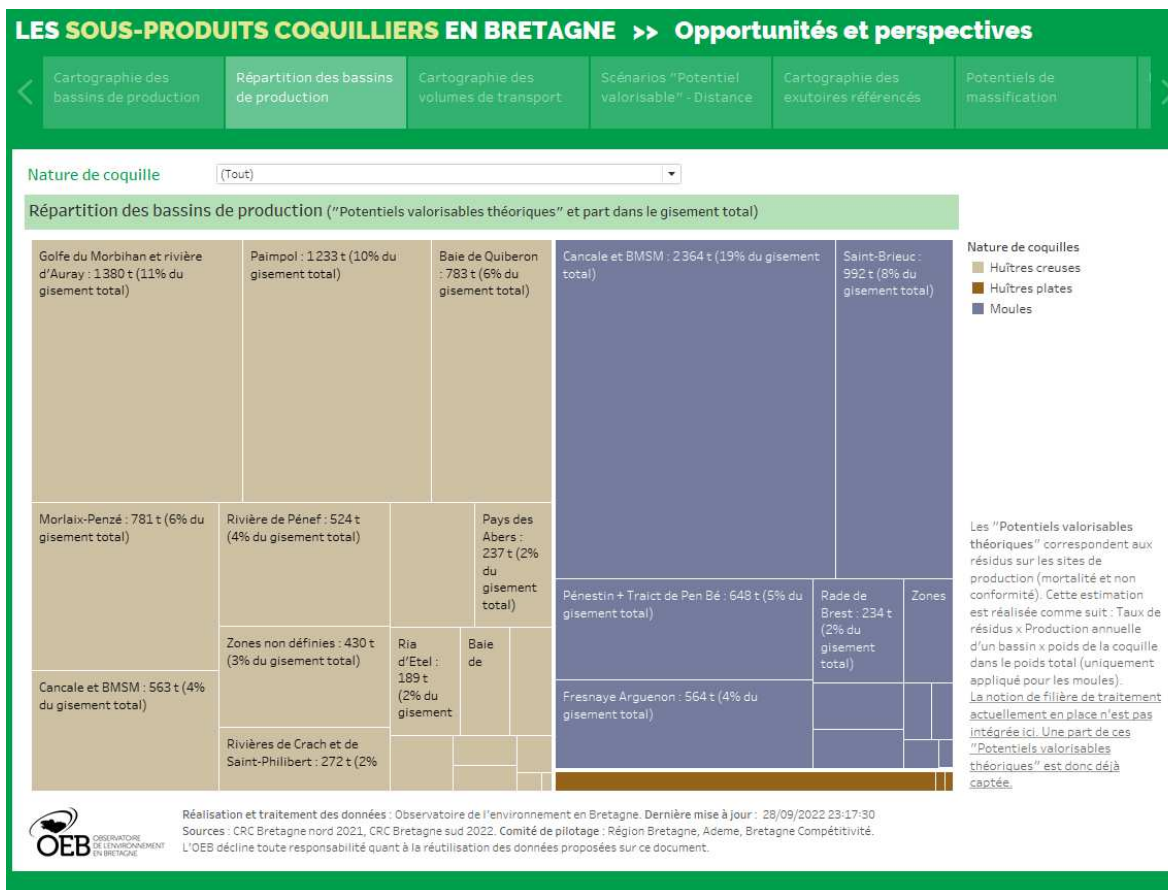 LES SOUS-PRODUITS COQUILLIERS EN BRETAGNE >> Opportunités et perspectives
Cartographie des
bassins de production
Répartition des bassins
de production
Cartographie des
volumes de transport
Scénarios "Potentiel
valorisable" - Distance
Cartographie des
exutoires référencés
Potentiels de
massification
Nature de coquille
(Tout)
Répartition des bassins de production ("Potentiels valorisables théoriques" et part dans le gisement total)
Golfe du Morbihan et rivière
d'Auray : 1380 t (11% du
gisement total)
Paimpol : 1233 t (10% du
gisement total)
Baie de Quiberon
: 783 t (6% du
gisement total)
Cancale et BMSM : 2364 t (19% du gisement
total)
Saint-Brieuc :
992 t (8% du
gisement total)
Nature de coquilles
Huîtres creuses
Huîtres plates
Moules
Morlaix-Penzé : 781 t (6% du
gisement total)
Rivière de Pénef : 524 t
(4% du gisement total)
Pays des
Abers :
237 t (2%
du
gisement
total)
Zones non définies : 430 t
(3% du gisement total)
Ria
d'Etel :
189 t
(2% du
gisement
Baie
de
Cancale et BMSM : 563 t (4%
du gisement total)
Rivières de Crach et de
Saint-Philibert : 272 t (2%
Pénestin + Traict de Pen Bé : 648 t (5% du
gisement total)
Rade de
Brest : 234 t
(2% du
gisement
total)
Zones
Fresnaye Arguenon : 564 t (4% du
gisement total)
Les "Potentiels valorisables
théoriques" correspondent aux
résidus sur les sites de
production (mortalité et non
conformité). Cette estimation
est réalisée comme suit : Taux de
résidus x Production annuelle
d'un bassin x poids de la coquille
dans le poids total (uniquement
appliqué pour les moules).
La notion de filière de traitement
actuellement en place n'est pas
intégrée ici. Une part de ces
"Potentiels valorisables
théoriques" est donc déjà
captée.
OEB
OBSERVATOIRE
DE L'ENVIRONNEMENT
EN BRETAGNE
Réalisation et traitement des données : Observatoire de l'environnement en Bretagne. Dernière mise à jour : 28/09/2022 23:17:30
Sources : CRC Bretagne nord 2021, CRC Bretagne sud 2022. Comité de pilotage : Région Bretagne, Ademe, Bretagne Compétitivité.
L'OEB décline toute responsabilité quant à la réutilisation des données proposées sur ce document.